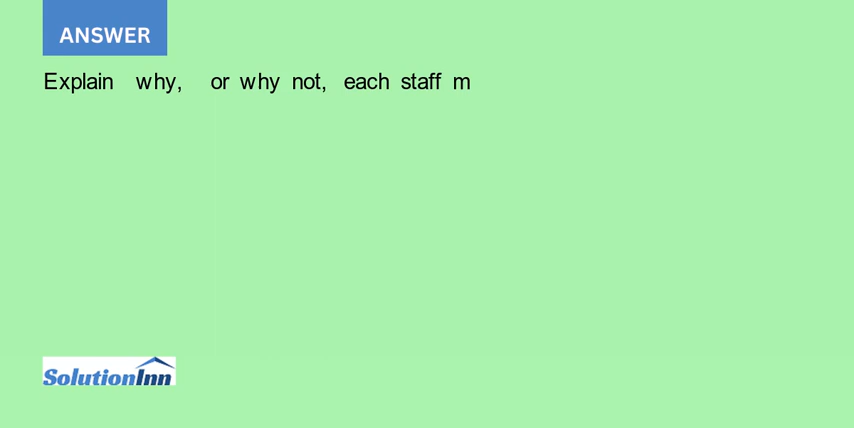 ANSWER
Explain why, or why not, each staff m
SolutionInn